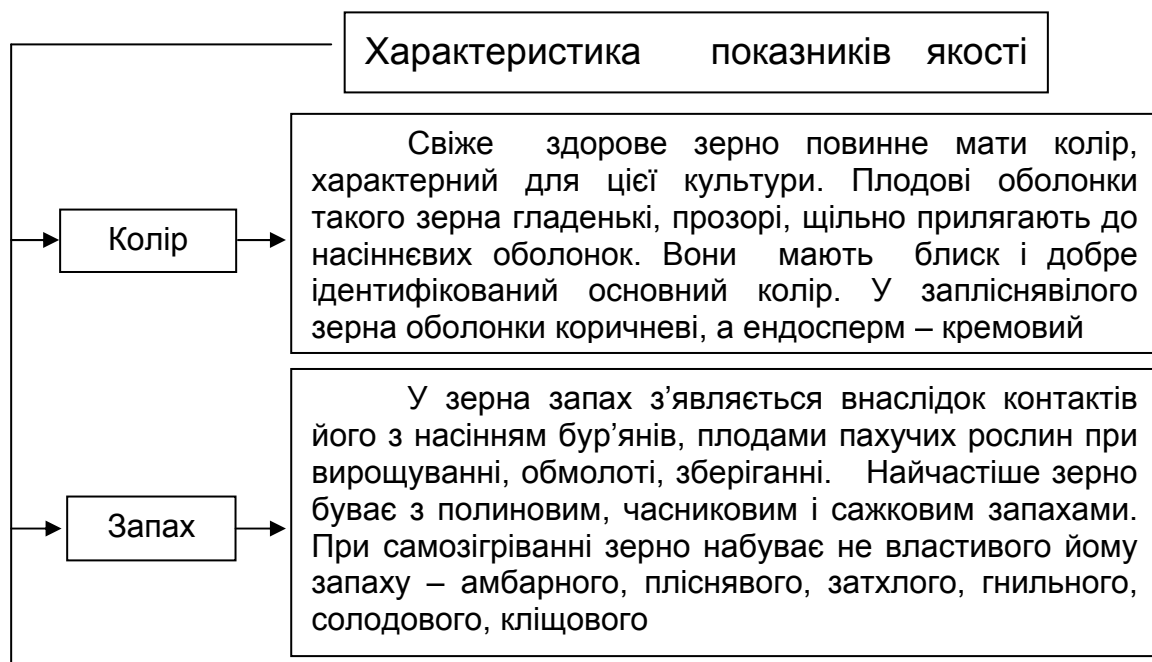 Характеристика показників якості
Колір
Свіже здорове зерно повинне мати колір,
характерний для цієї культури. Плодові оболонки
такого зерна гладенькі, прозорі, щільно прилягають до
насіннєвих оболонок. Вони мають блиск і добре
ідентифікований основний колір. У запліснявілого
зерна оболонки коричневі, а ендосперм – кремовий
Запах
У зерна запах з’являється внаслідок контактів
його з насінням бур’янів, плодами пахучих рослин при
вирощуванні, обмолоті, зберіганні. Найчастіше зерно
буває з полиновим, часниковим і сажковим запахами.
При самозігріванні зерно набуває не властивого йому
запаху – амбарного, пліснявого, затхлого, гнильного,
солодового, кліщового